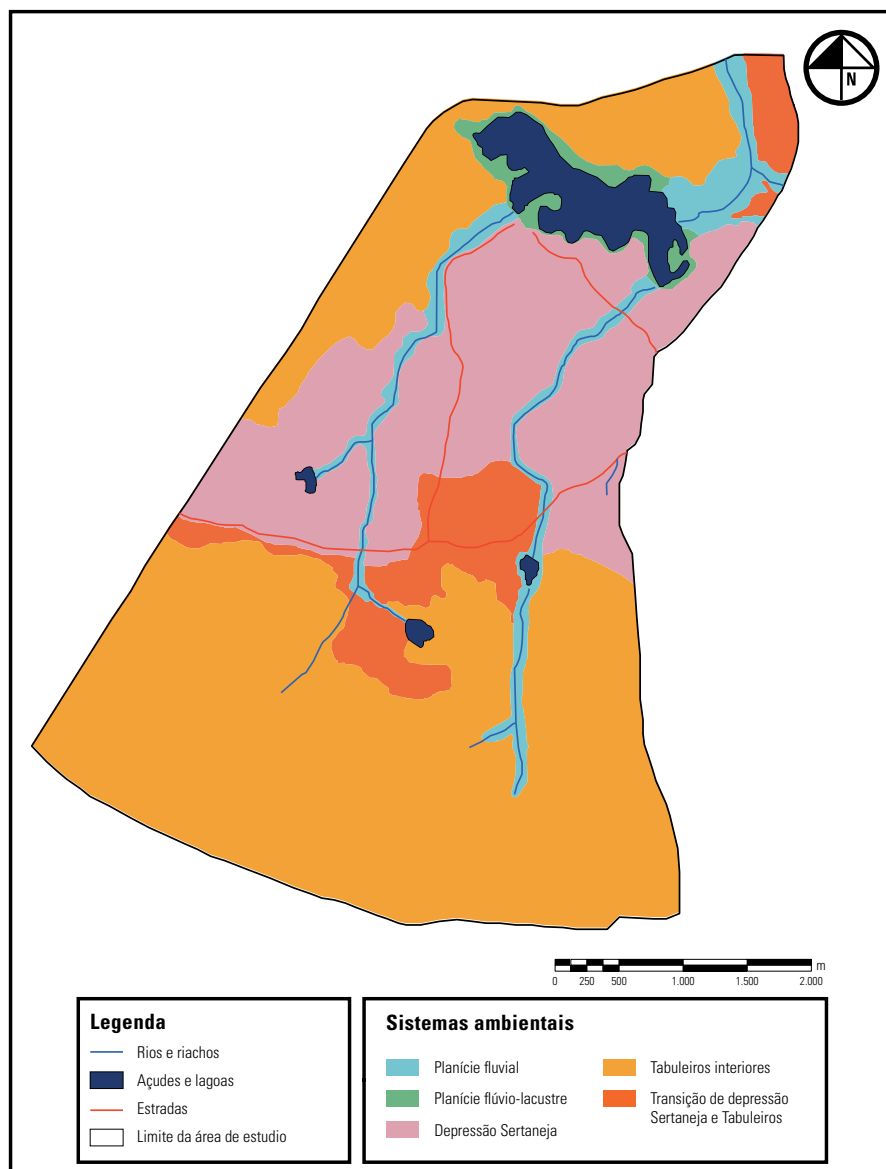 N
m
0 250 500 1.000 1.500 2.000
Legenda
Rios e riachos
Açudes e lagoas
Estradas
Limite da área de estudio
Sistemas ambientais
Planície fluvial
Planície flúvio-lacustre
Depressão Sertaneja
Tabuleiros interiores
Transição de depressão
Sertaneja e Tabuleiros